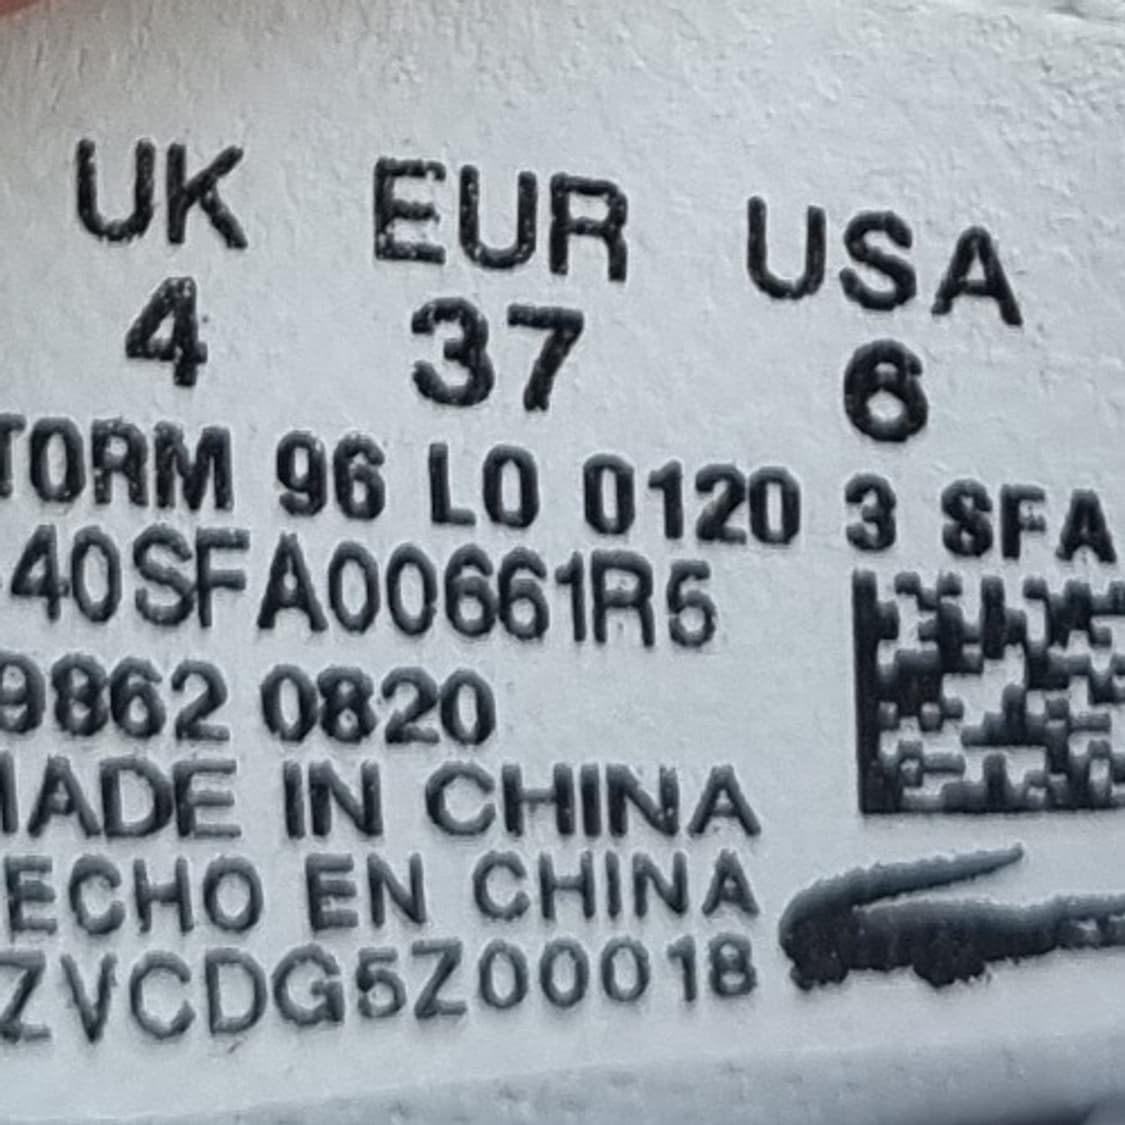 UK EUR USA
4 37 6
TORM 96 LO 0120 3 SFA
40SFA00661R5
9862 0820
MADE IN CHINA
ECHO EN CHINA
ZVCDG5Z00018